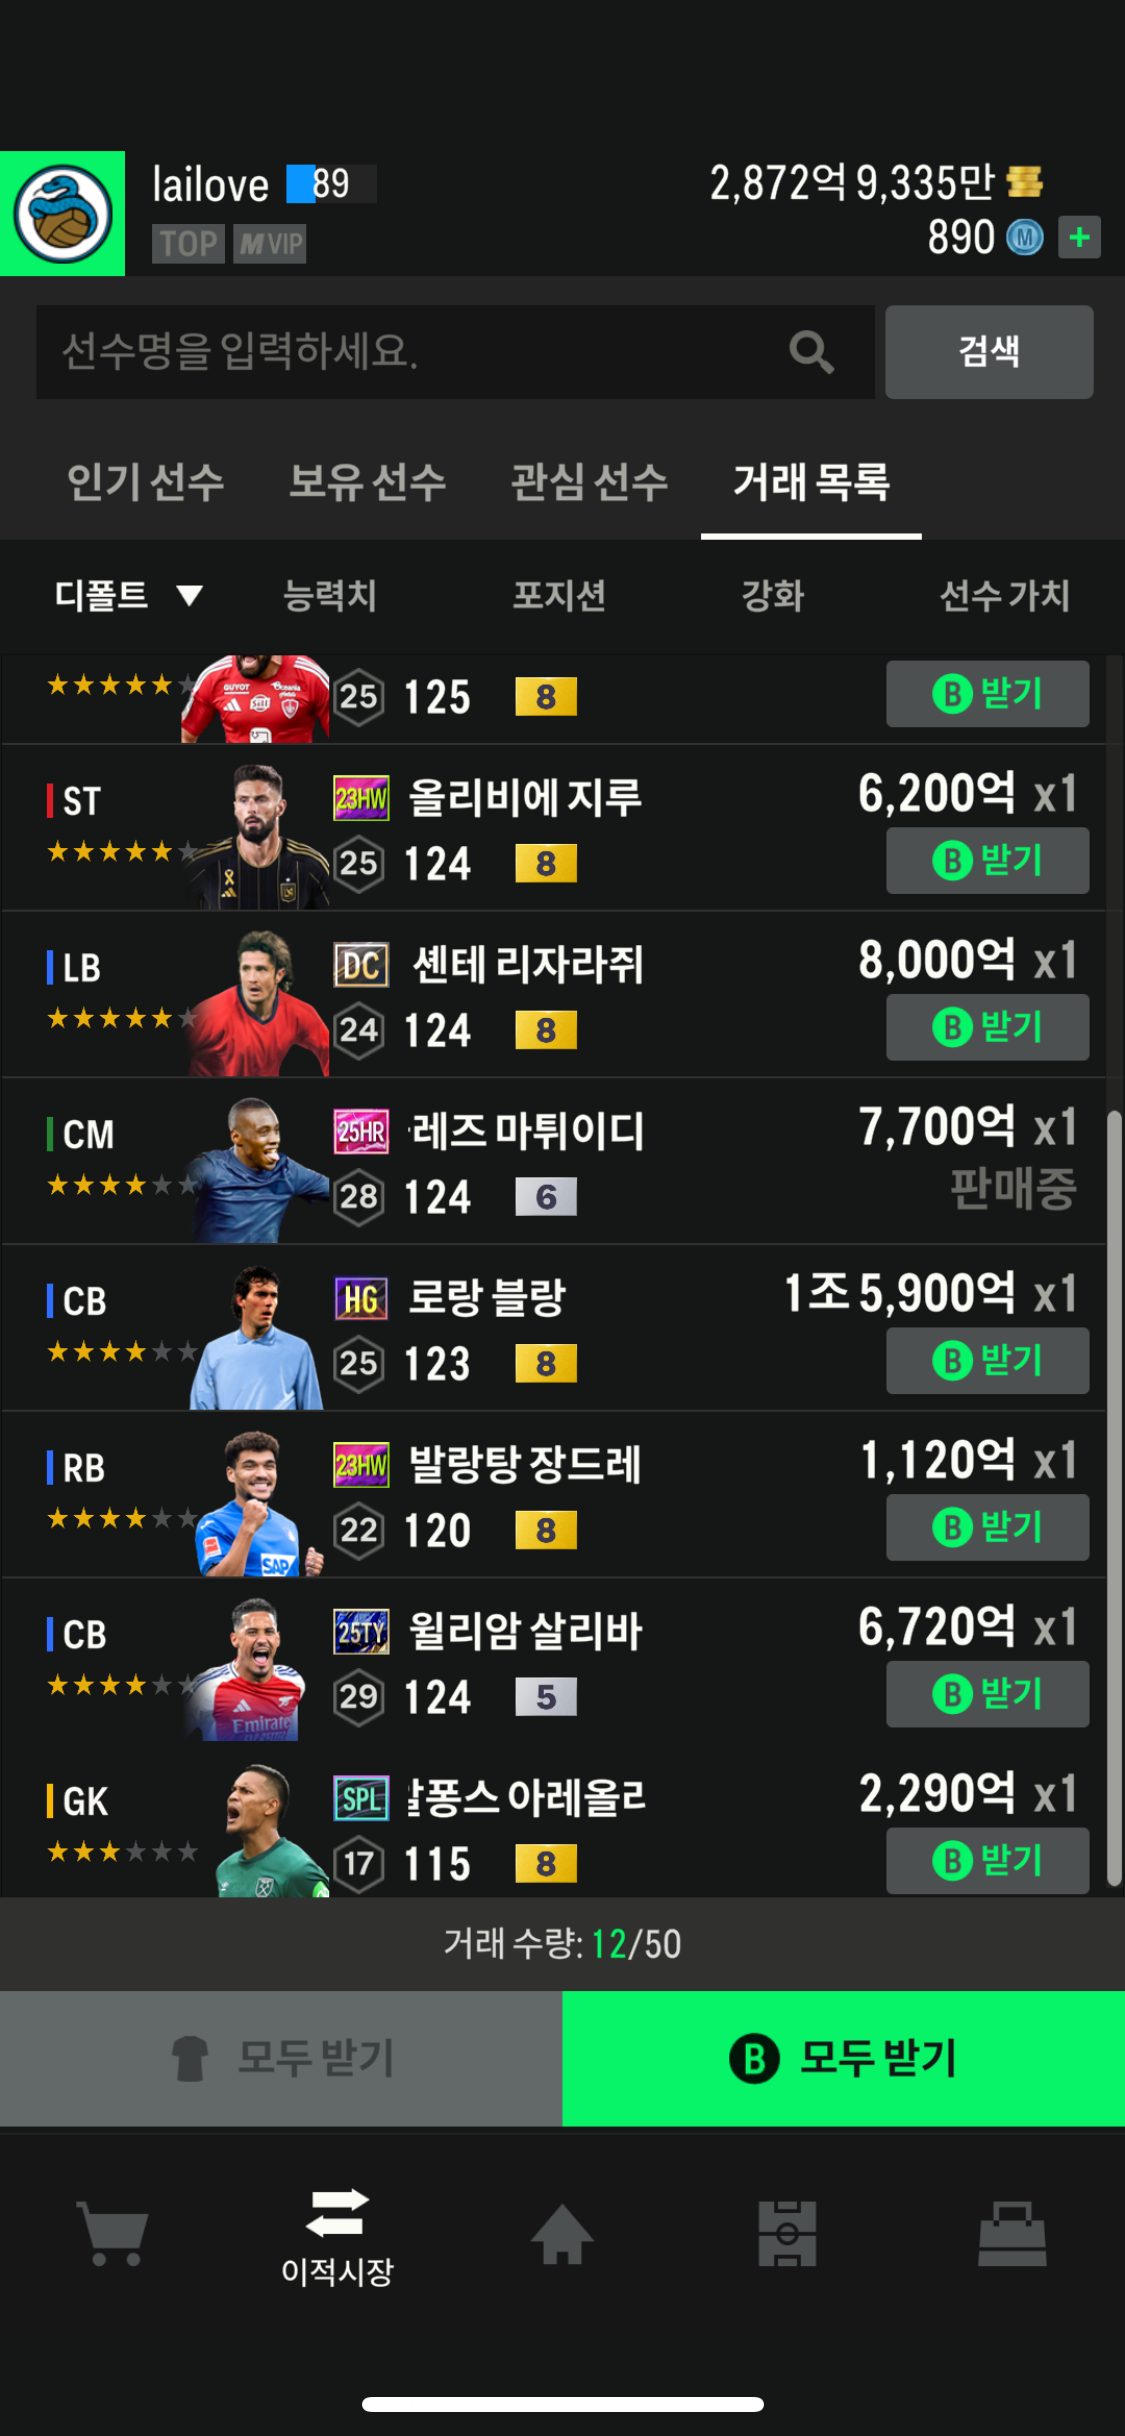 lailove 89
2,872억 9,335만
TOP M VIP
890 M +
선수명을 입력하세요.
검색
인기 선수 보유 선수 관심 선수 거래 목록
디폴트 ▼ 능력치 포지션 강화 선수 가치
25 125 8 B 받기
ST 23HW 올리비에 지루 6,200억 x1
25 124 8 B 받기
LB DC 셴테 리자라쥐 8,000억 x1
24 124 8 B 받기
CM 25HR 레즈 마튀이디 7,700억 x1
28 124 6 판매중
CB HG 로랑 블랑 1조 5,900억 x1
25 123 8 B 받기
RB 23HW 발랑탕 장드레 1,120억 x1
22 120 8 B 받기
SAP
CB 25TY 윌리암 살리바 6,720억 x1
29 124 5 B 받기
Emirates
GK SPL 퐁스 아레올라 2,290억 x1
17 115 8 B 받기
거래 수량: 12/50
모두 받기
B 모두 받기
이적시장